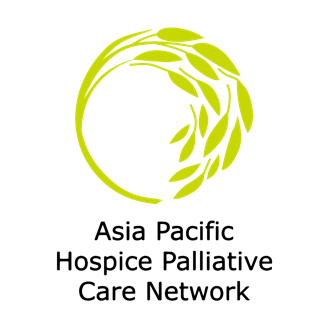 Asia Pacific
Hospice Palliative
Care Network